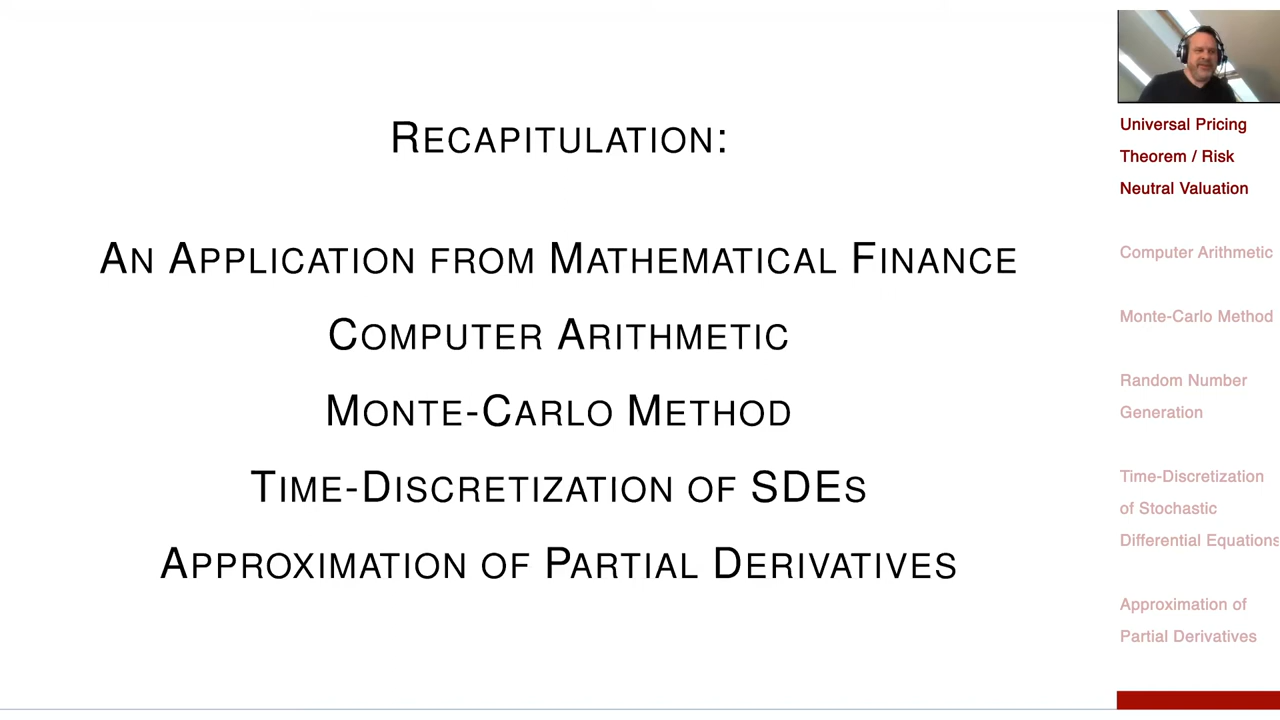 RECAPITULATION:
AN APPLICATION FROM MATHEMATICAL FINANCE
COMPUTER ARITHMETIC
MONTE-CARLO METHOD
TIME-DISCRETIZATION OF SDES
APPROXIMATION OF PARTIAL DERIVATIVES
Universal Pricing
Theorem / Risk
Neutral Valuation
Computer Arithmetic
Monte-Carlo Method
Random Number
Generation
Time-Discretization
of Stochastic
Differential Equations
Approximation of
Partial Derivatives